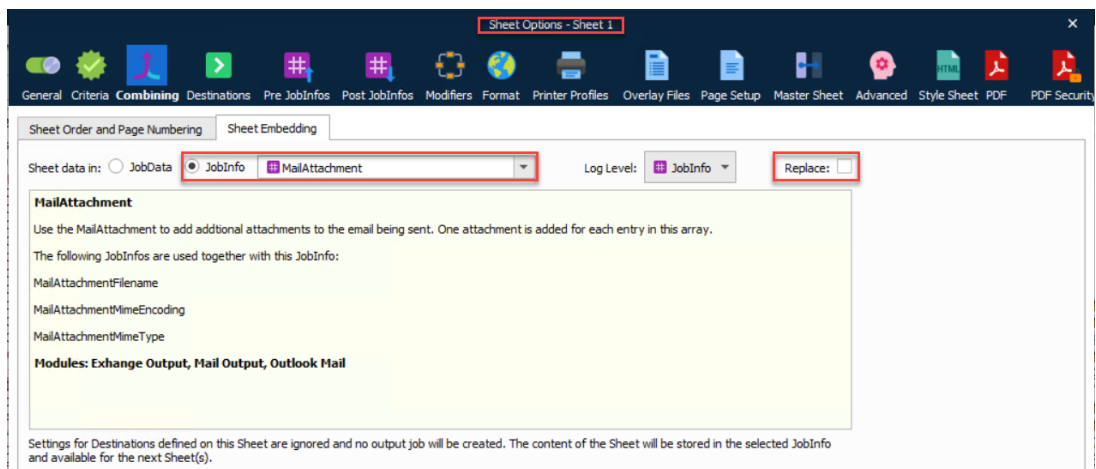 Sheet Options - Sheet 1
General Criteria Combining Destinations Pre JobInfos Post JobInfos Modifiers Format Printer Profiles Overlay Files Page Setup Master Sheet Advanced HTML Style Sheet PDF PDF Security
Sheet Order and Page Numbering Sheet Embedding
Sheet data in: JobData JobInfo MailAttachment Log Level: JobInfo Replace:
MailAttachment
Use the MailAttachment to add addtional attachments to the email being sent. One attachment is added for each entry in this array.
The following JobInfos are used together with this JobInfo:
MailAttachmentFilename
MailAttachmentMimeEncoding
MailAttachmentMimeType
Modules: Exhange Output, Mail Output, Outlook Mail
Settings for Destinations defined on this Sheet are ignored and no output job will be created. The content of the Sheet will be stored in the selected JobInfo
and available for the next Sheet(s).